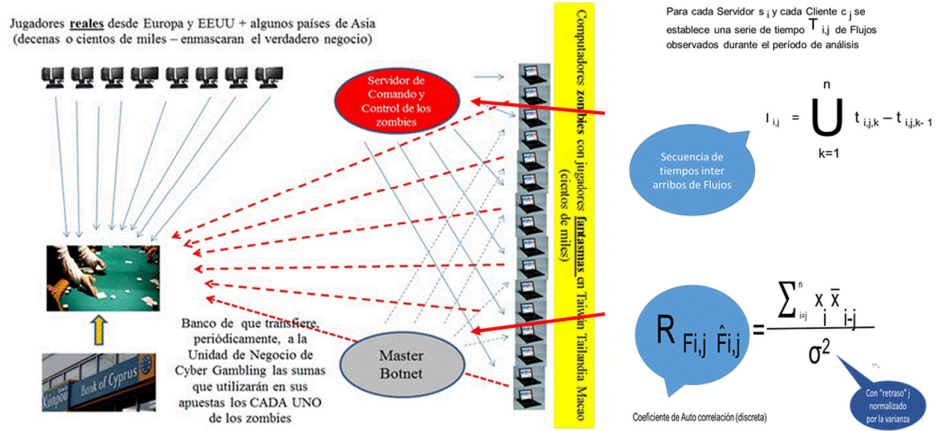 Jugadores reales desde Europa y EEUU + algunos países de Asia
(decenas o cientos de miles – enmascaran el verdadero negocio)
Servidor de
Comando y
Control de los
zombies
Computadores zombies con jugadores fantasmas en Taiwán Tailandia Macao
(cientos de miles)
Bank of Cyprus
Banco de que transfiere,
periódicamente, a la
Unidad de Negocio de
Cyber Gambling las sumas
que utilizarán en sus
apuestas los CADA UNO
de los zombies
Master
Botnet
Para cada Servidor s i y cada Cliente c j se
establece una serie de tiempo T i,j de Flujos
observados durante el período de análisis
I i,j = U t i,j,k – t i,j,k- 1
n
k=1
Secuencia de
tiempos inter
arribos de Flujos
R Fi,j F̂i,j = ∑ n i=j x i x̄ i-j
σ2
Con "retraso" j
normalizado
por la varianza
Coeficiente de Auto correlación (discreta)